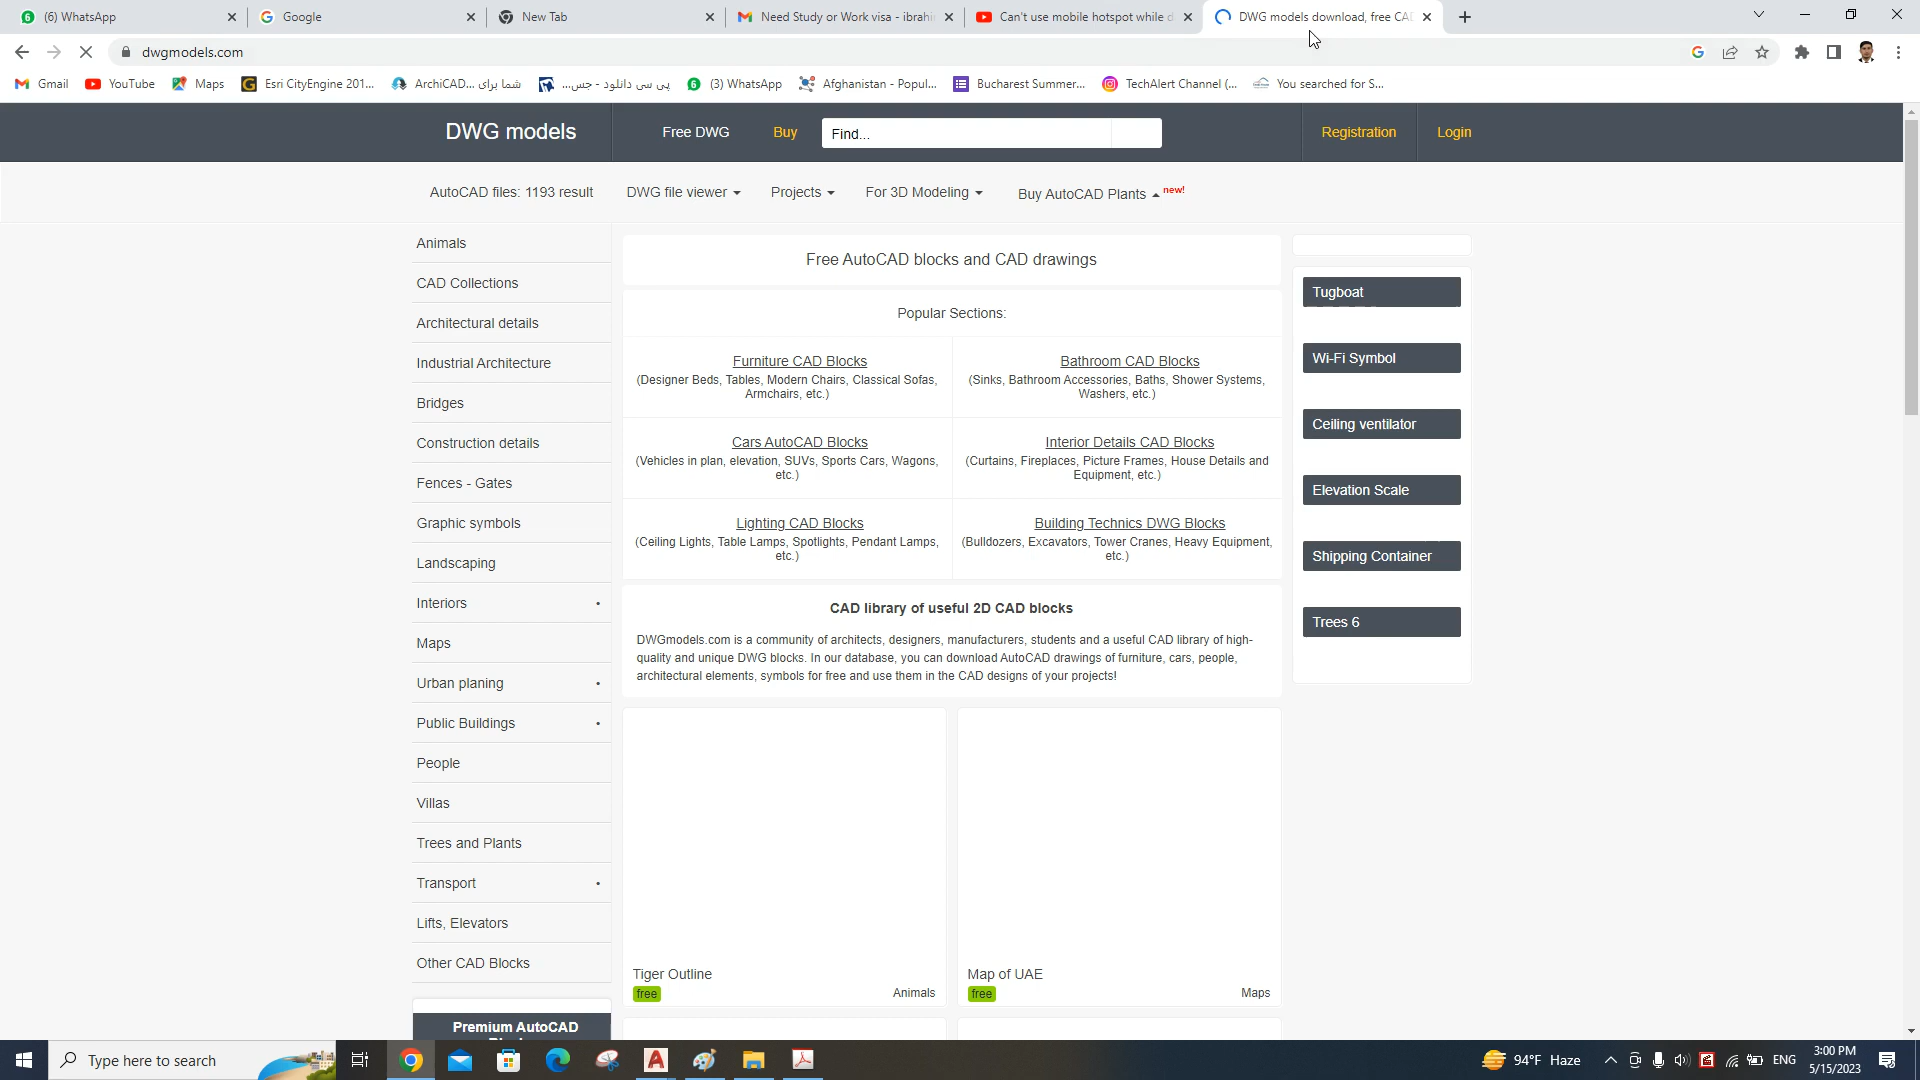 (6) WhatsApp
Google
New Tab
Need Study or Work visa - ibrahi
Can't use mobile hotspot while d
DWG models download, free CAD
dwgmodels.com
Gmail
YouTube
Maps
Esri CityEngine 201...
ArchiCAD... شما برای
پی سی دانلود - جس...
(3) WhatsApp
Afghanistan - Popul...
Bucharest Summer...
TechAlert Channel (...
You searched for S...
DWG models
Free DWG
Buy
Find...
Registration
Login
AutoCAD files: 1193 result
DWG file viewer
Projects
For 3D Modeling
Buy AutoCAD Plants new!
Animals
CAD Collections
Architectural details
Industrial Architecture
Bridges
Construction details
Fences - Gates
Graphic symbols
Landscaping
Interiors
Maps
Urban planing
Public Buildings
People
Villas
Trees and Plants
Transport
Lifts, Elevators
Other CAD Blocks
Premium AutoCAD
Free AutoCAD blocks and CAD drawings
Popular Sections:
Furniture CAD Blocks
(Designer Beds, Tables, Modern Chairs, Classical Sofas,
Armchairs, etc.)
Bathroom CAD Blocks
(Sinks, Bathroom Accessories, Baths, Shower Systems,
Washers, etc.)
Cars AutoCAD Blocks
(Vehicles in plan, elevation, SUVs, Sports Cars, Wagons,
etc.)
Interior Details CAD Blocks
(Curtains, Fireplaces, Picture Frames, House Details and
Equipment, etc.)
Lighting CAD Blocks
(Ceiling Lights, Table Lamps, Spotlights, Pendant Lamps,
etc.)
Building Technics DWG Blocks
(Bulldozers, Excavators, Tower Cranes, Heavy Equipment,
etc.)
CAD library of useful 2D CAD blocks
DWGmodels.com is a community of architects, designers, manufacturers, students and a useful CAD library of high-
quality and unique DWG blocks. In our database, you can download AutoCAD drawings of furniture, cars, people,
architectural elements, symbols for free and use them in the CAD designs of your projects!
Tiger Outline
free
Animals
Map of UAE
free
Maps
Tugboat
Wi-Fi Symbol
Ceiling ventilator
Elevation Scale
Shipping Container
Trees 6
Type here to search
94°F Haze
ENG
3:00 PM
5/15/2023